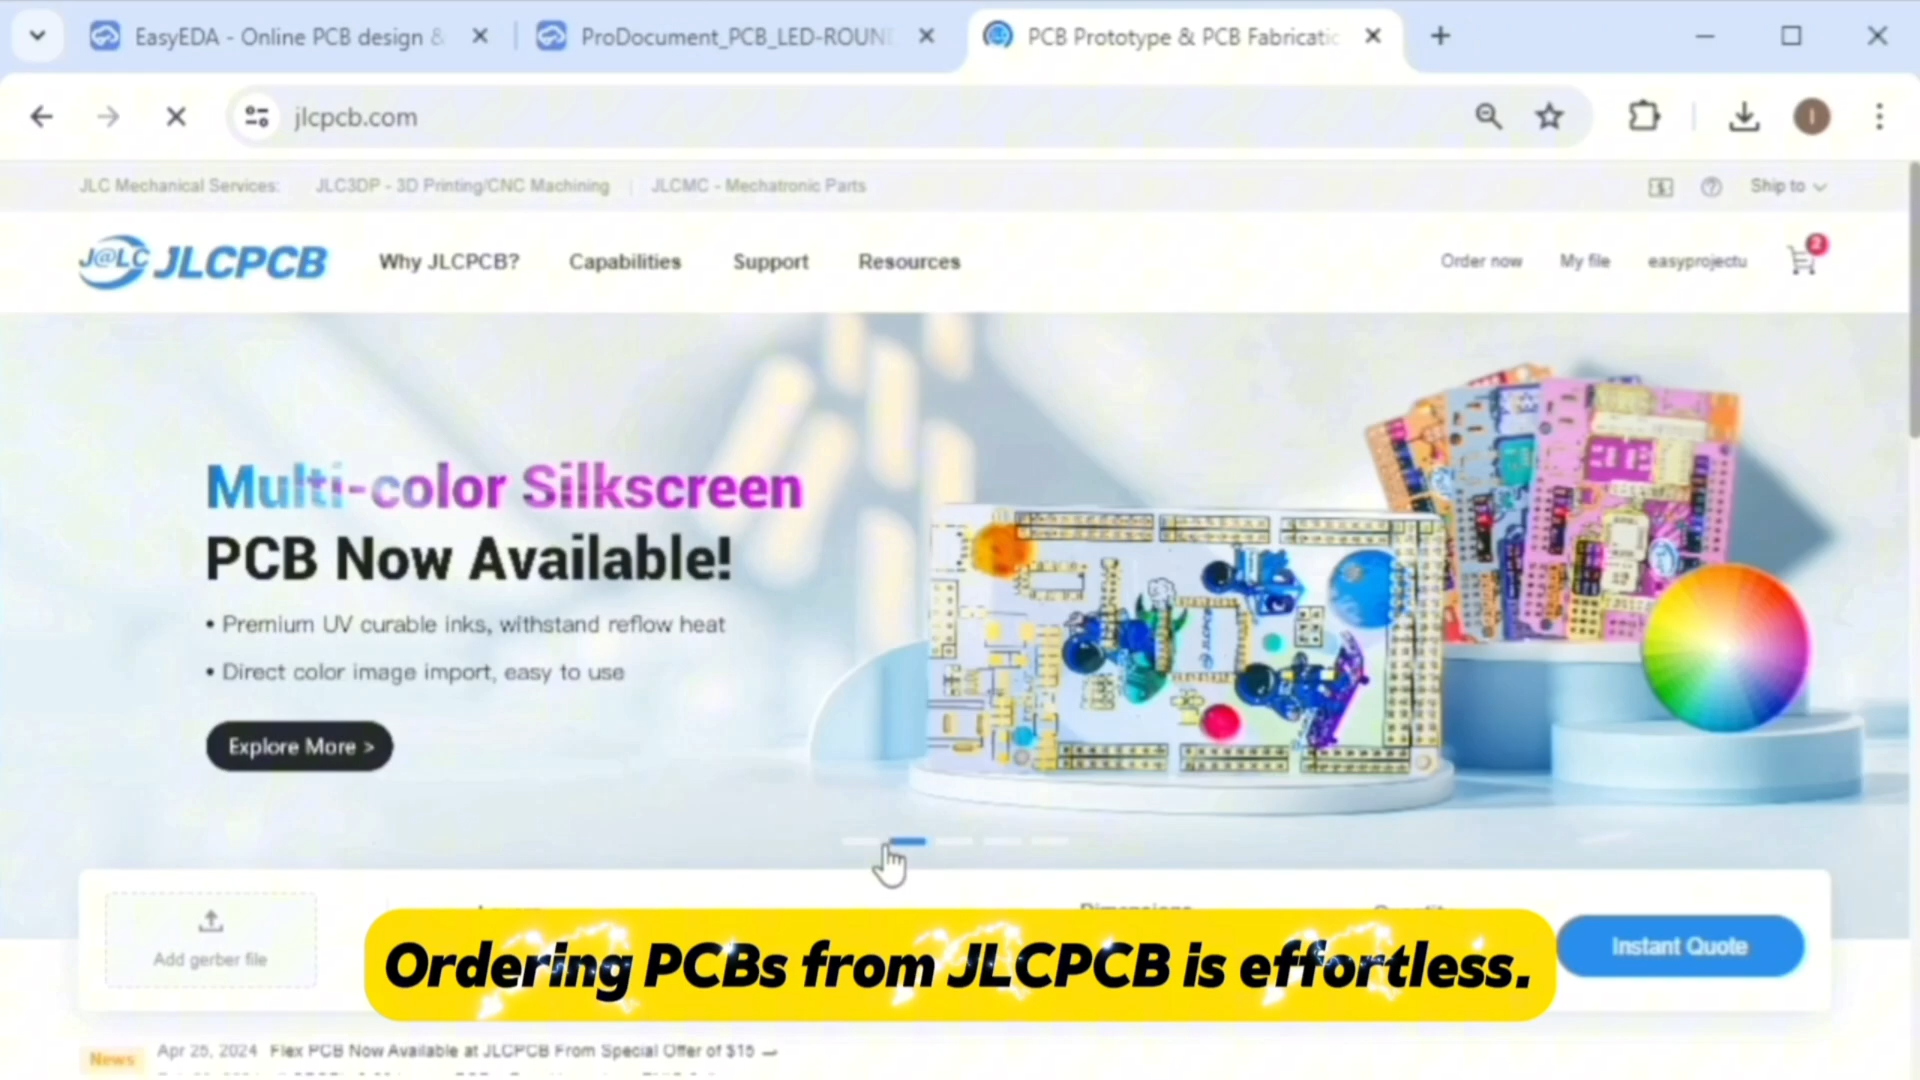 EasyEDA - Online PCB design &
ProDocument_PCB_LED-ROUN
PCB Prototype & PCB Fabricatic
jlcpcb.com
I
JLC Mechanical Services:
JLC3DP - 3D Printing/CNC Machining
JLCMC - Mechatronic Parts
Ship to
J@LC JLCPCB
Why JLCPCB?
Capabilities
Support
Resources
Order now
My file
easyprojectu
2
Multi-color Silkscreen
PCB Now Available!
• Premium UV curable inks, withstand reflow heat
• Direct color image import, easy to use
Explore More >
JLCPCB
Add gerber file
Dimensions
Ordering PCBs from JLCPCB is effortless.
Instant Quote
News
Apr 25, 2024 Flex PCB Now Available at JLCPCB From Special Offer of $15